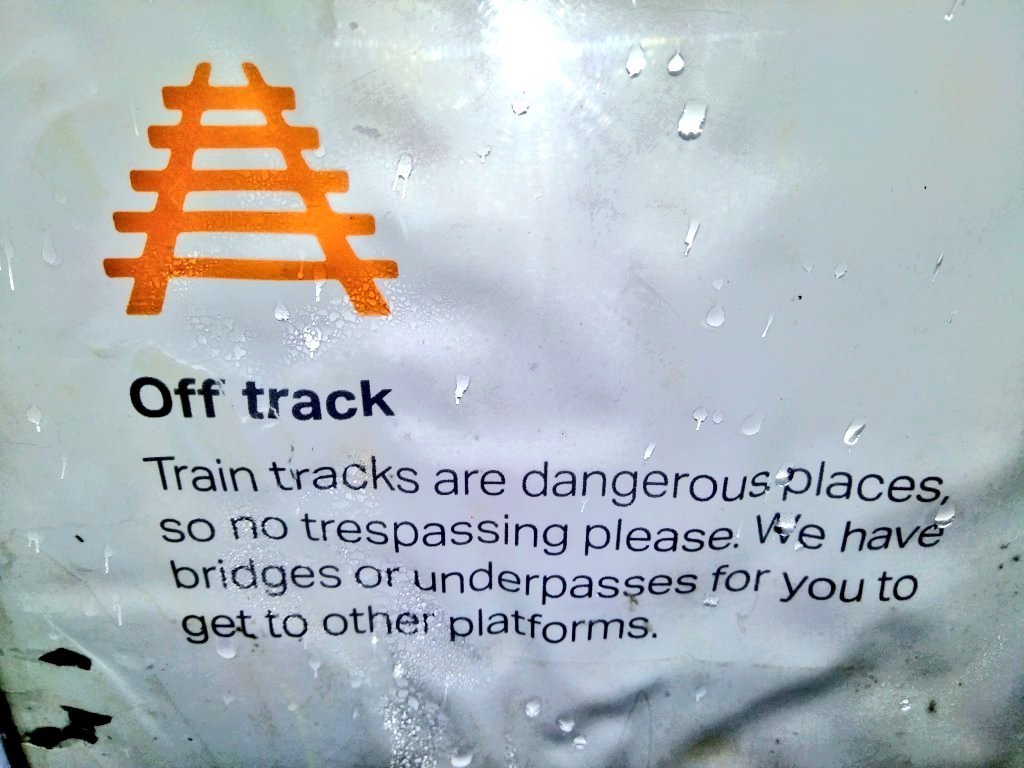 Off track
Train tracks are dangerous places,
so no trespassing please. We have
bridges or underpasses for you to
get to other platforms.